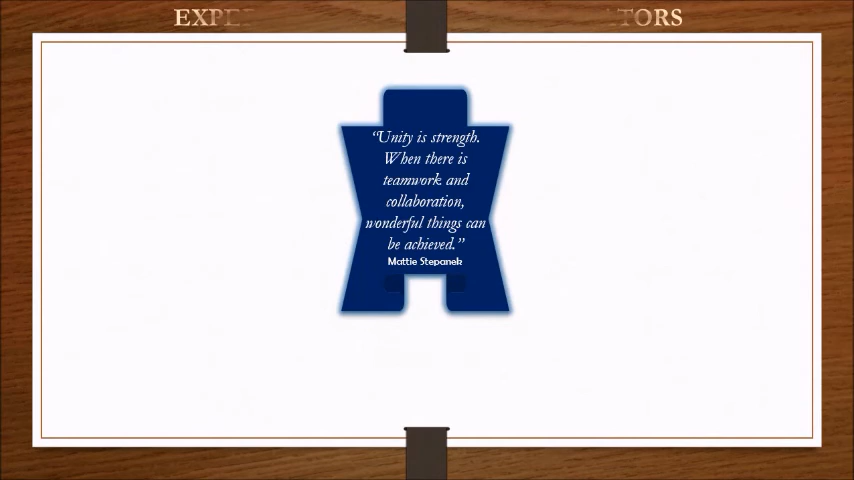 EXPE TORS
“Unity is strength.
When there is
teamwork and
collaboration,
wonderful things can
be achieved.”
Mattie Stepanek